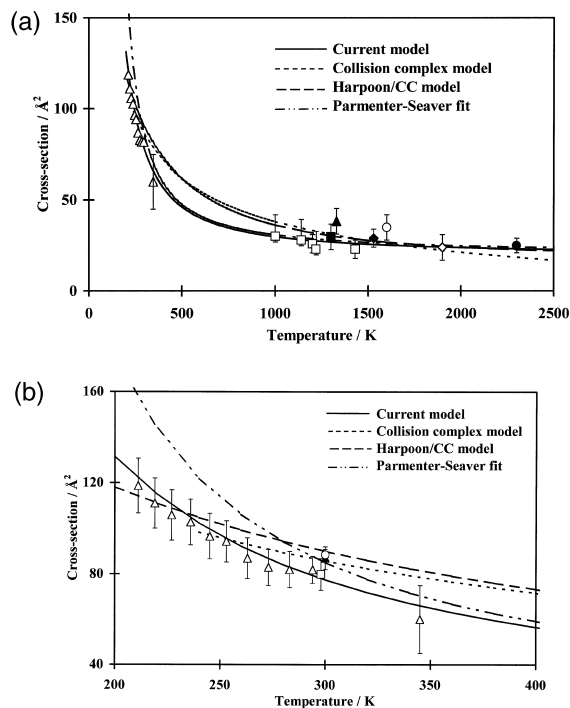 (a)
150
100
50
0
Cross-section / Å²
Current model
Collision complex model
Harpoon/CC model
Parmenter-Seaver fit
0 500 1000 1500 2000 2500
Temperature / K
(b)
160
120
80
40
Cross-section / Å²
Current model
Collision complex model
Harpoon/CC model
Parmenter-Seaver fit
200 250 300 350 400
Temperature / K